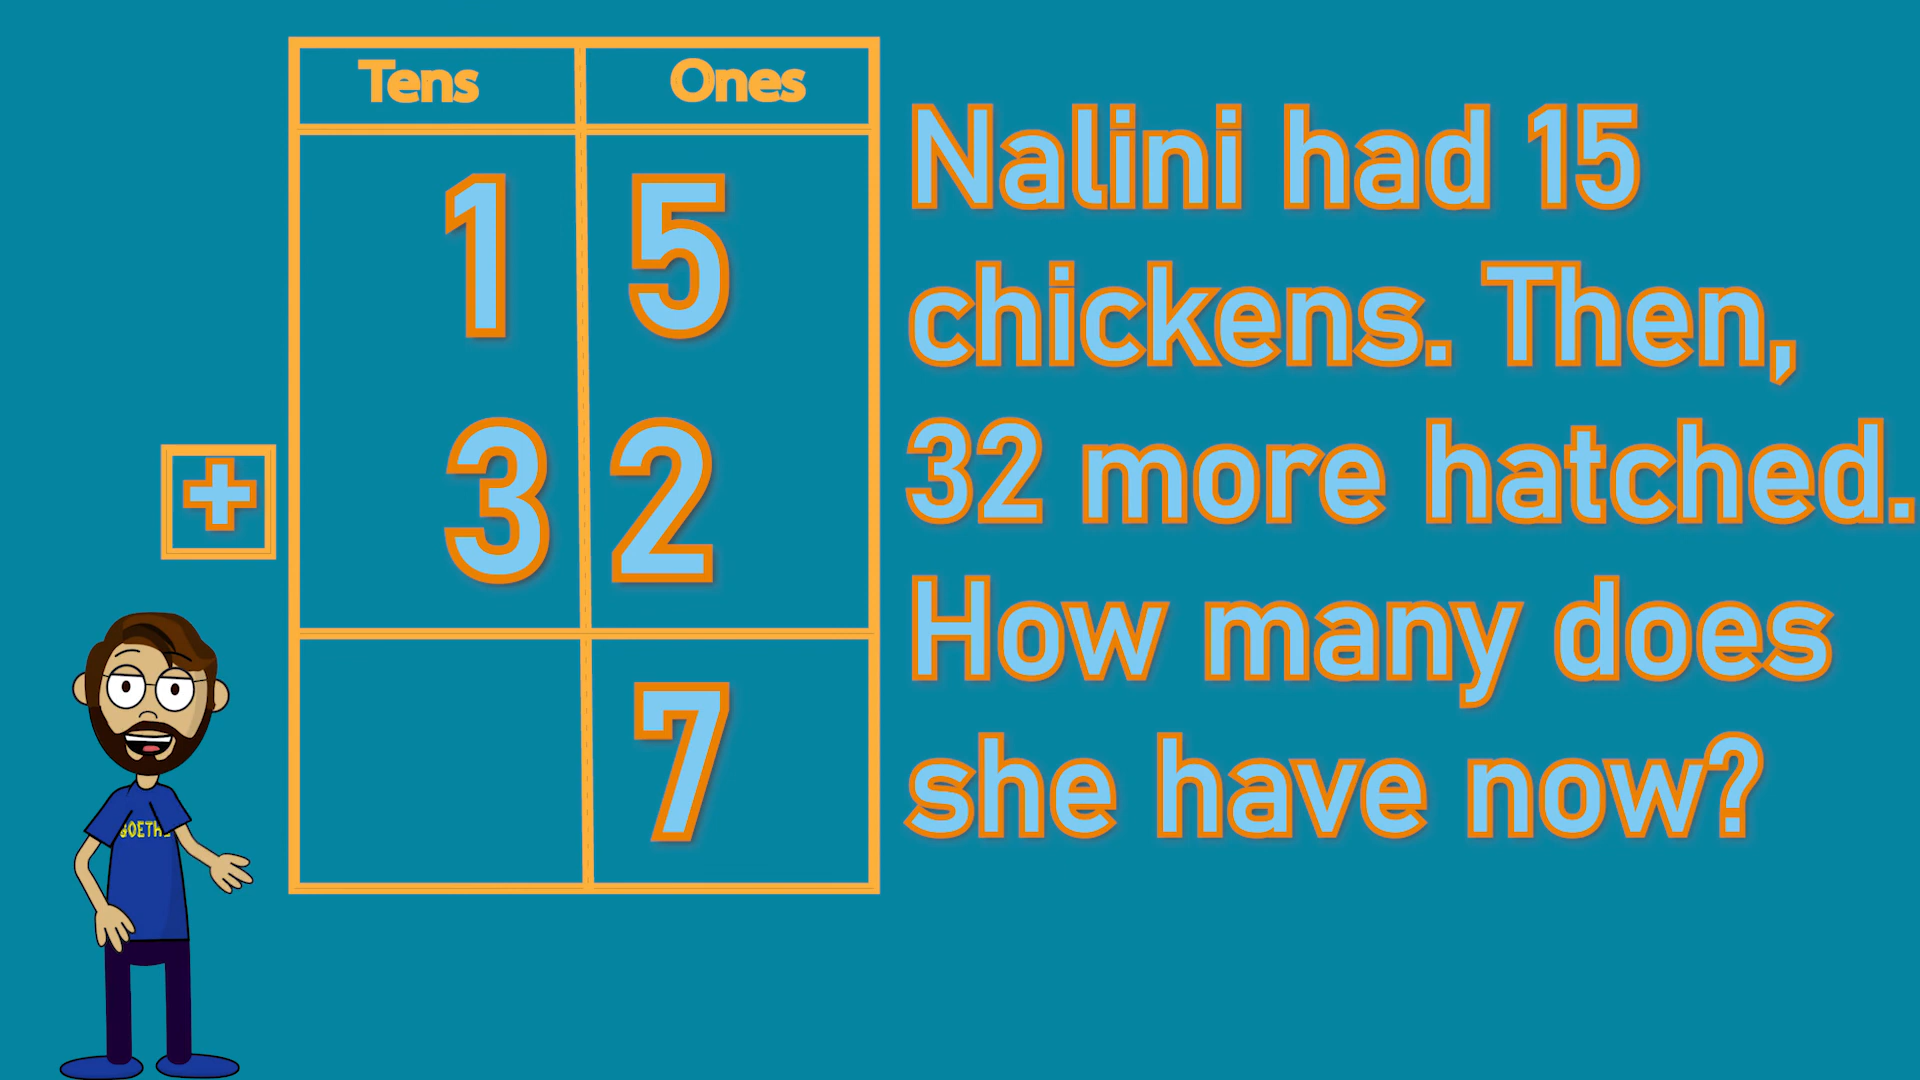 Tens Ones
1 5
+ 3 2
7
Nalini had 15
chickens. Then,
32 more hatched.
How many does
she have now?